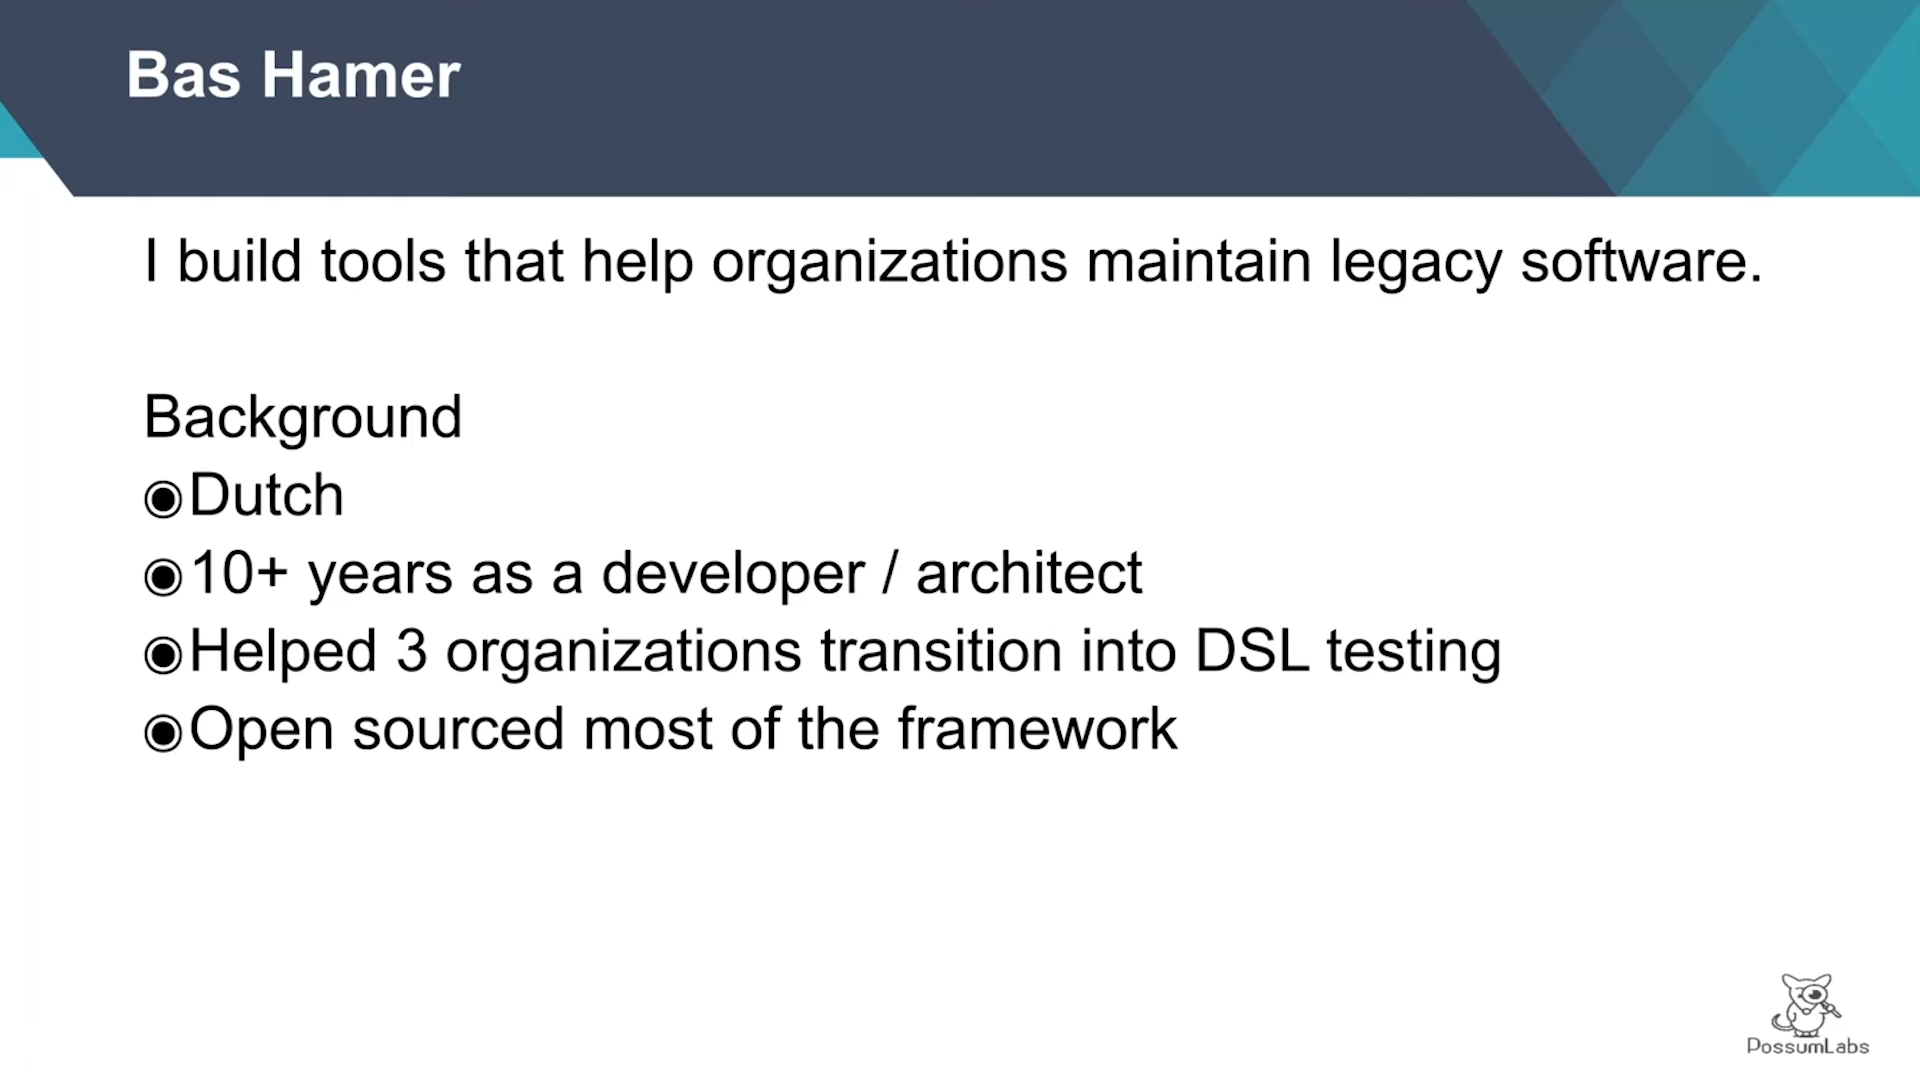 Bas Hamer
I build tools that help organizations maintain legacy software.
Background
◉Dutch
◉10+ years as a developer / architect
◉Helped 3 organizations transition into DSL testing
◉Open sourced most of the framework
PossumLabs